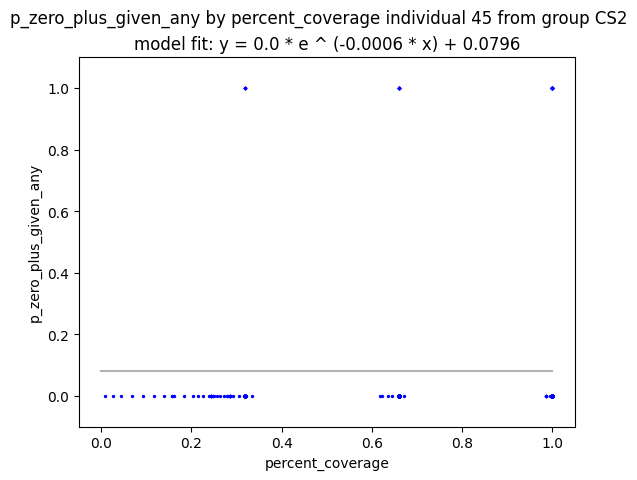 p_zero_plus_given_any by percent_coverage individual 45 from group CS2
model fit: y = 0.0 * e ^ (-0.0006 * x) + 0.0796
1.0
0.8
0.6
0.4
0.2
0.0
p_zero_plus_given_any
0.0 0.2 0.4 0.6 0.8 1.0
percent_coverage